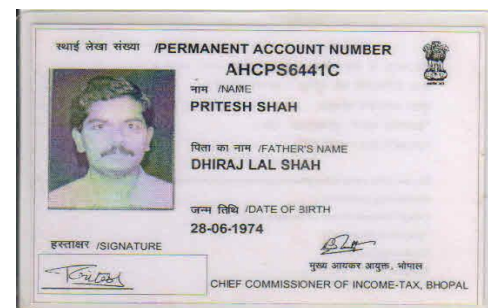 स्थाई लेखा संख्या /PERMANENT ACCOUNT NUMBER
AHCPS6441C
नाम /NAME
PRITESH SHAH
पिता का नाम /FATHER'S NAME
DHIRAJ LAL SHAH
जन्म तिथि /DATE OF BIRTH
28-06-1974
हस्ताक्षर /SIGNATURE
मुख्य आयकर आयुक्त, भोपाल
CHIEF COMMISSIONER OF INCOME-TAX, BHOPAL